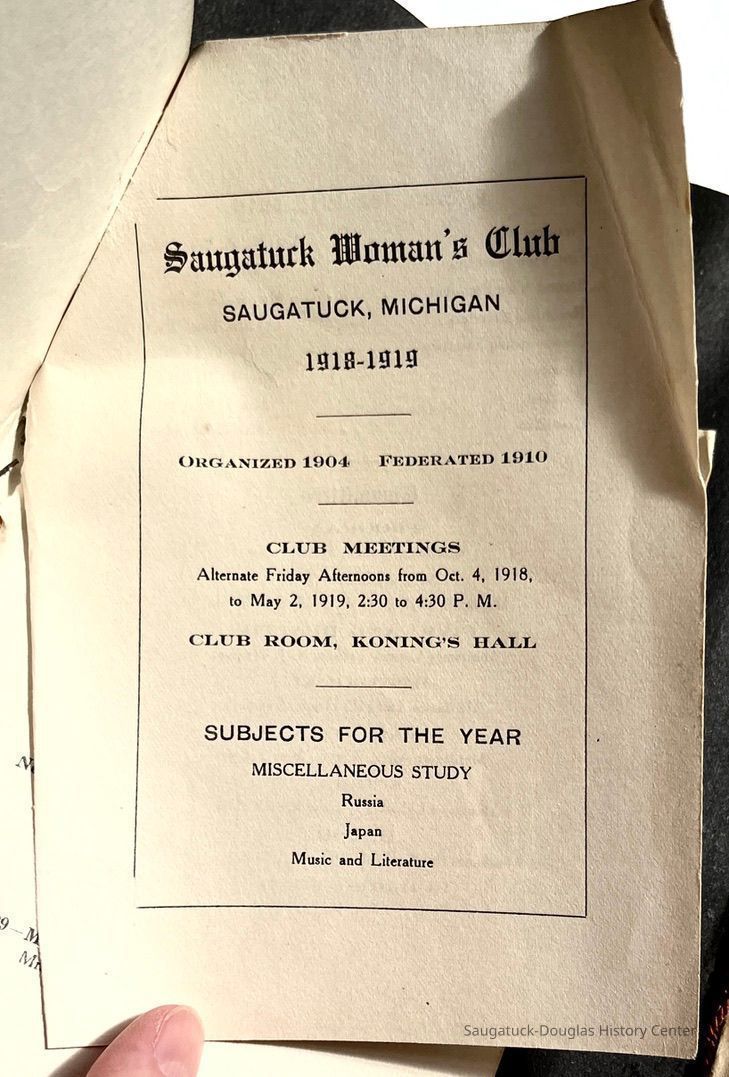 Saugatuck Woman's Club
SAUGATUCK, MICHIGAN
1918-1919
ORGANIZED 1904 FEDERATED 1910
CLUB MEETINGS
Alternate Friday Afternoons from Oct. 4, 1918,
to May 2, 1919, 2:30 to 4:30 P. M.
CLUB ROOM, KONING'S HALL
SUBJECTS FOR THE YEAR
MISCELLANEOUS STUDY
Russia
Japan
Music and Literature
Saugatuck-Douglas History Center